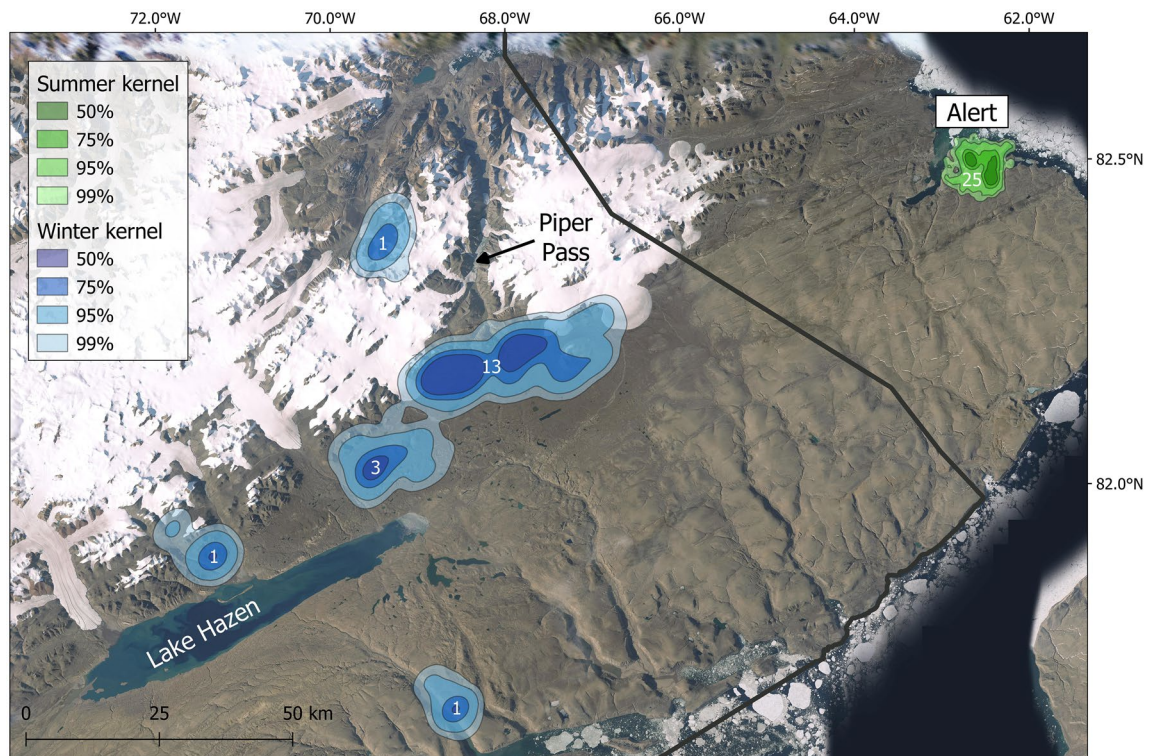 72.0°W 70.0°W 68.0°W 66.0°W 64.0°W 62.0°W
Summer kernel
50%
75%
95%
99%
Winter kernel
50%
75%
95%
99%
Alert
25
82.5°N
1
Piper
Pass
13
3
82.0°N
1
Lake Hazen
1
0 25 50 km